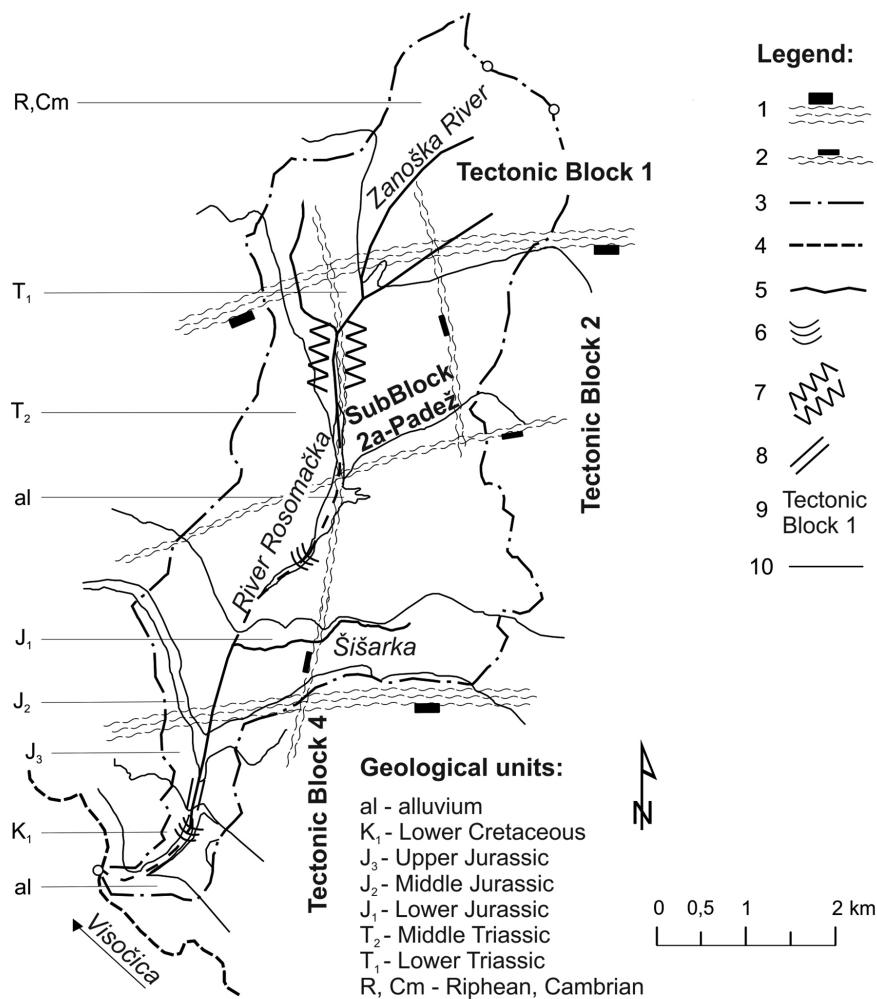 Legend:
1
2
3
4
5
6
7
8
9 Tectonic
Block 1
10
R,Cm
T1
T2
al
J1
J2
J3
K1
al
Zanoška River
Tectonic Block 1
Tectonic Block 2
SubBlock
2a-Padež
River Rosomačka
Šišarka
Tectonic Block 4
Visočica
Geological units:
al - alluvium
K1 - Lower Cretaceous
J3 - Upper Jurassic
J2 - Middle Jurassic
J1 - Lower Jurassic
T2 - Middle Triassic
T1 - Lower Triassic
R, Cm - Riphean, Cambrian
N
0 0,5 1 2 km